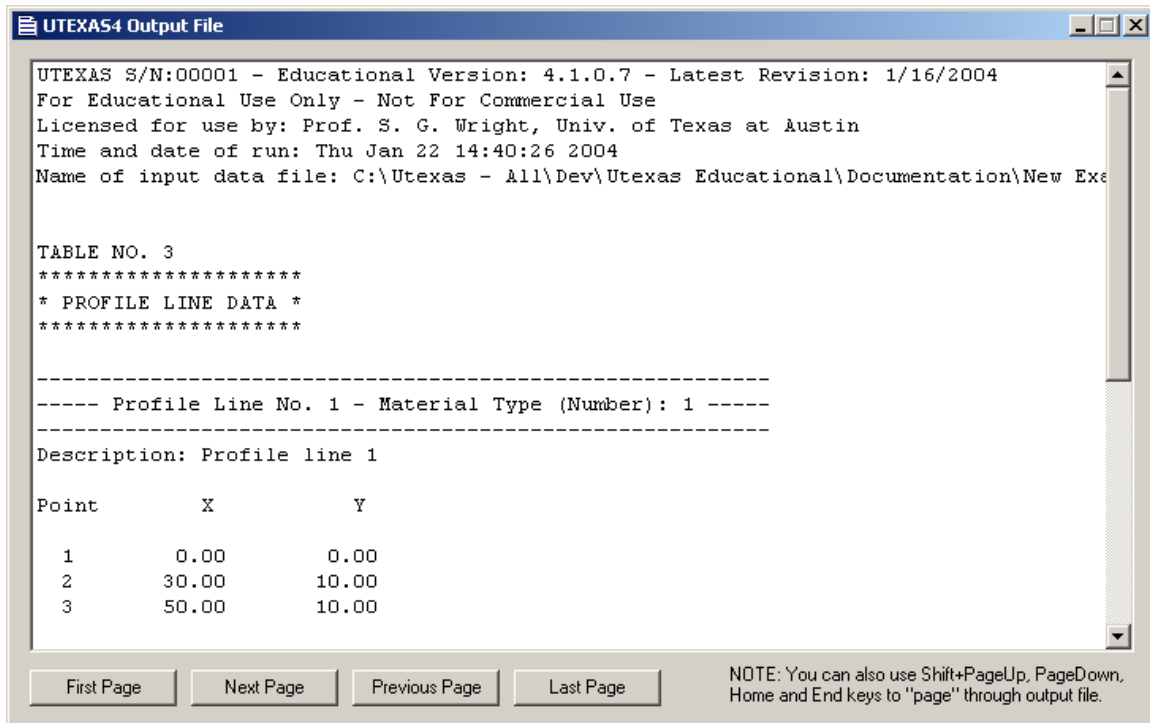 UTEXAS4 Output File
UTEXAS S/N:00001 - Educational Version: 4.1.0.7 - Latest Revision: 1/16/2004
For Educational Use Only - Not For Commercial Use
Licensed for use by: Prof. S. G. Wright, Univ. of Texas at Austin
Time and date of run: Thu Jan 22 14:40:26 2004
Name of input data file: C:\Utexas - All\Dev\Utexas Educational\Documentation\New Exa
TABLE NO. 3
*********************
* PROFILE LINE DATA *
*********************
----------------------------------------------------------
----- Profile Line No. 1 - Material Type (Number): 1 -----
----------------------------------------------------------
Description: Profile line 1
Point X Y
1 0.00 0.00
2 30.00 10.00
3 50.00 10.00
First Page Next Page Previous Page Last Page
NOTE: You can also use Shift+PageUp, PageDown,
Home and End keys to "page" through output file.